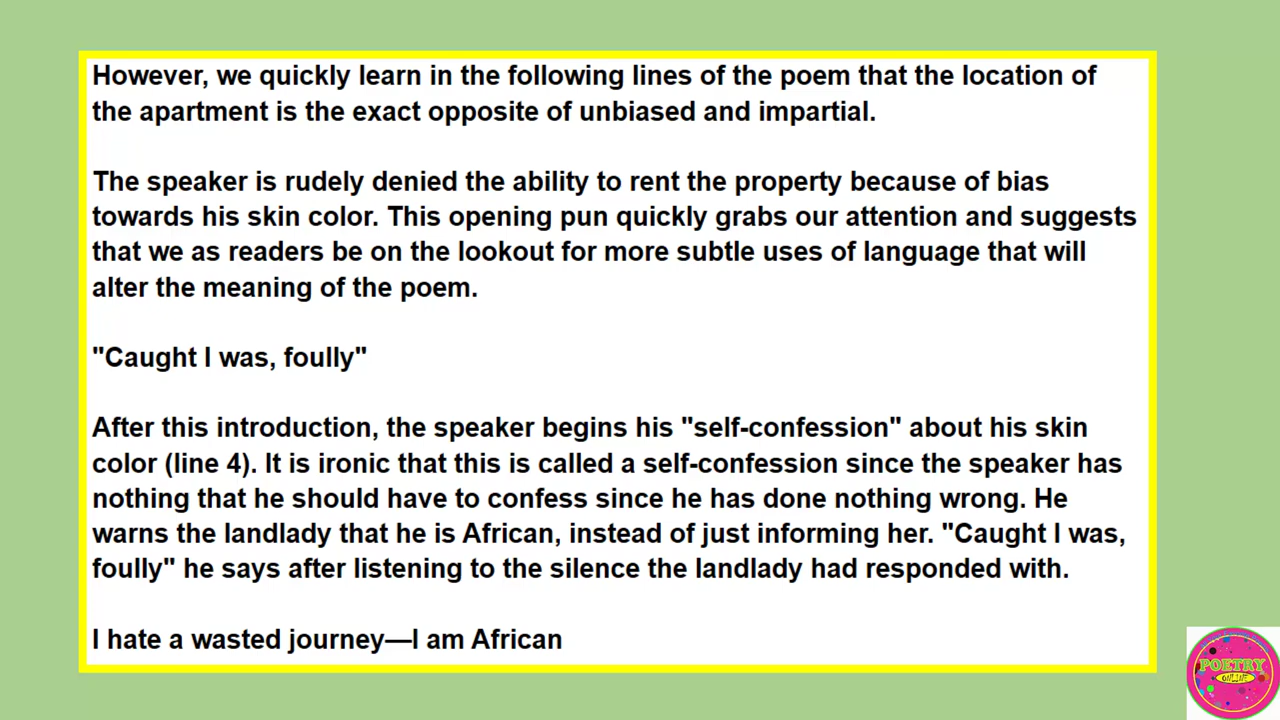 However, we quickly learn in the following lines of the poem that the location of
the apartment is the exact opposite of unbiased and impartial.
The speaker is rudely denied the ability to rent the property because of bias
towards his skin color. This opening pun quickly grabs our attention and suggests
that we as readers be on the lookout for more subtle uses of language that will
alter the meaning of the poem.
"Caught I was, foully"
After this introduction, the speaker begins his "self-confession" about his skin
color (line 4). It is ironic that this is called a self-confession since the speaker has
nothing that he should have to confess since he has done nothing wrong. He
warns the landlady that he is African, instead of just informing her. "Caught I was,
foully" he says after listening to the silence the landlady had responded with.
I hate a wasted journey—I am African
POETRY
ONLINE